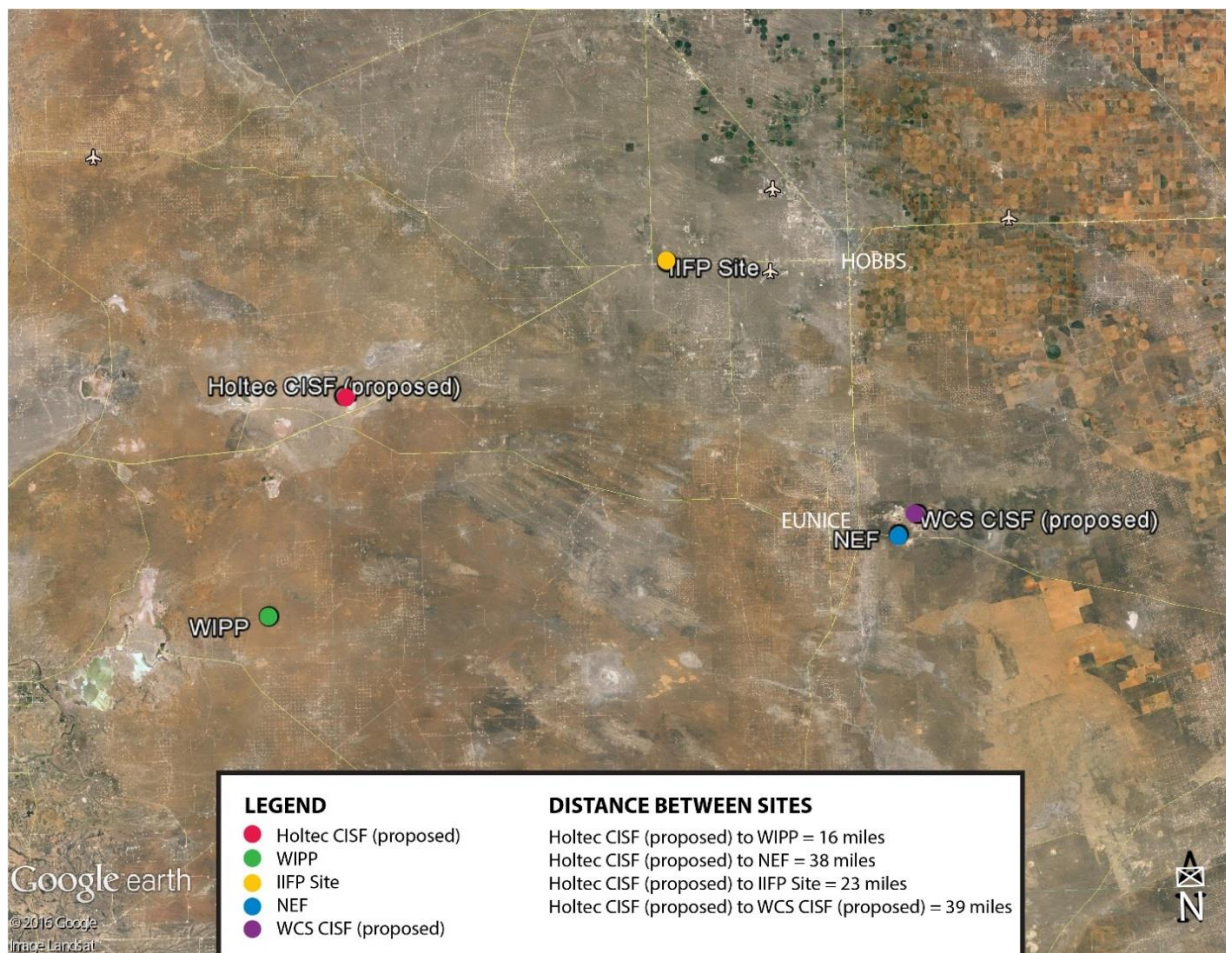 HOBBS
IIFP Site
Holtec CISF (proposed)
EUNICE
WCS CISF (proposed)
NEF
WIPP
LEGEND
Holtec CISF (proposed)
WIPP
IIFP Site
NEF
WCS CISF (proposed)
DISTANCE BETWEEN SITES
Holtec CISF (proposed) to WIPP = 16 miles
Holtec CISF (proposed) to NEF = 38 miles
Holtec CISF (proposed) to IIFP Site = 23 miles
Holtec CISF (proposed) to WCS CISF (proposed) = 39 miles
Google earth
© 2016 Google
Image Landsat
N